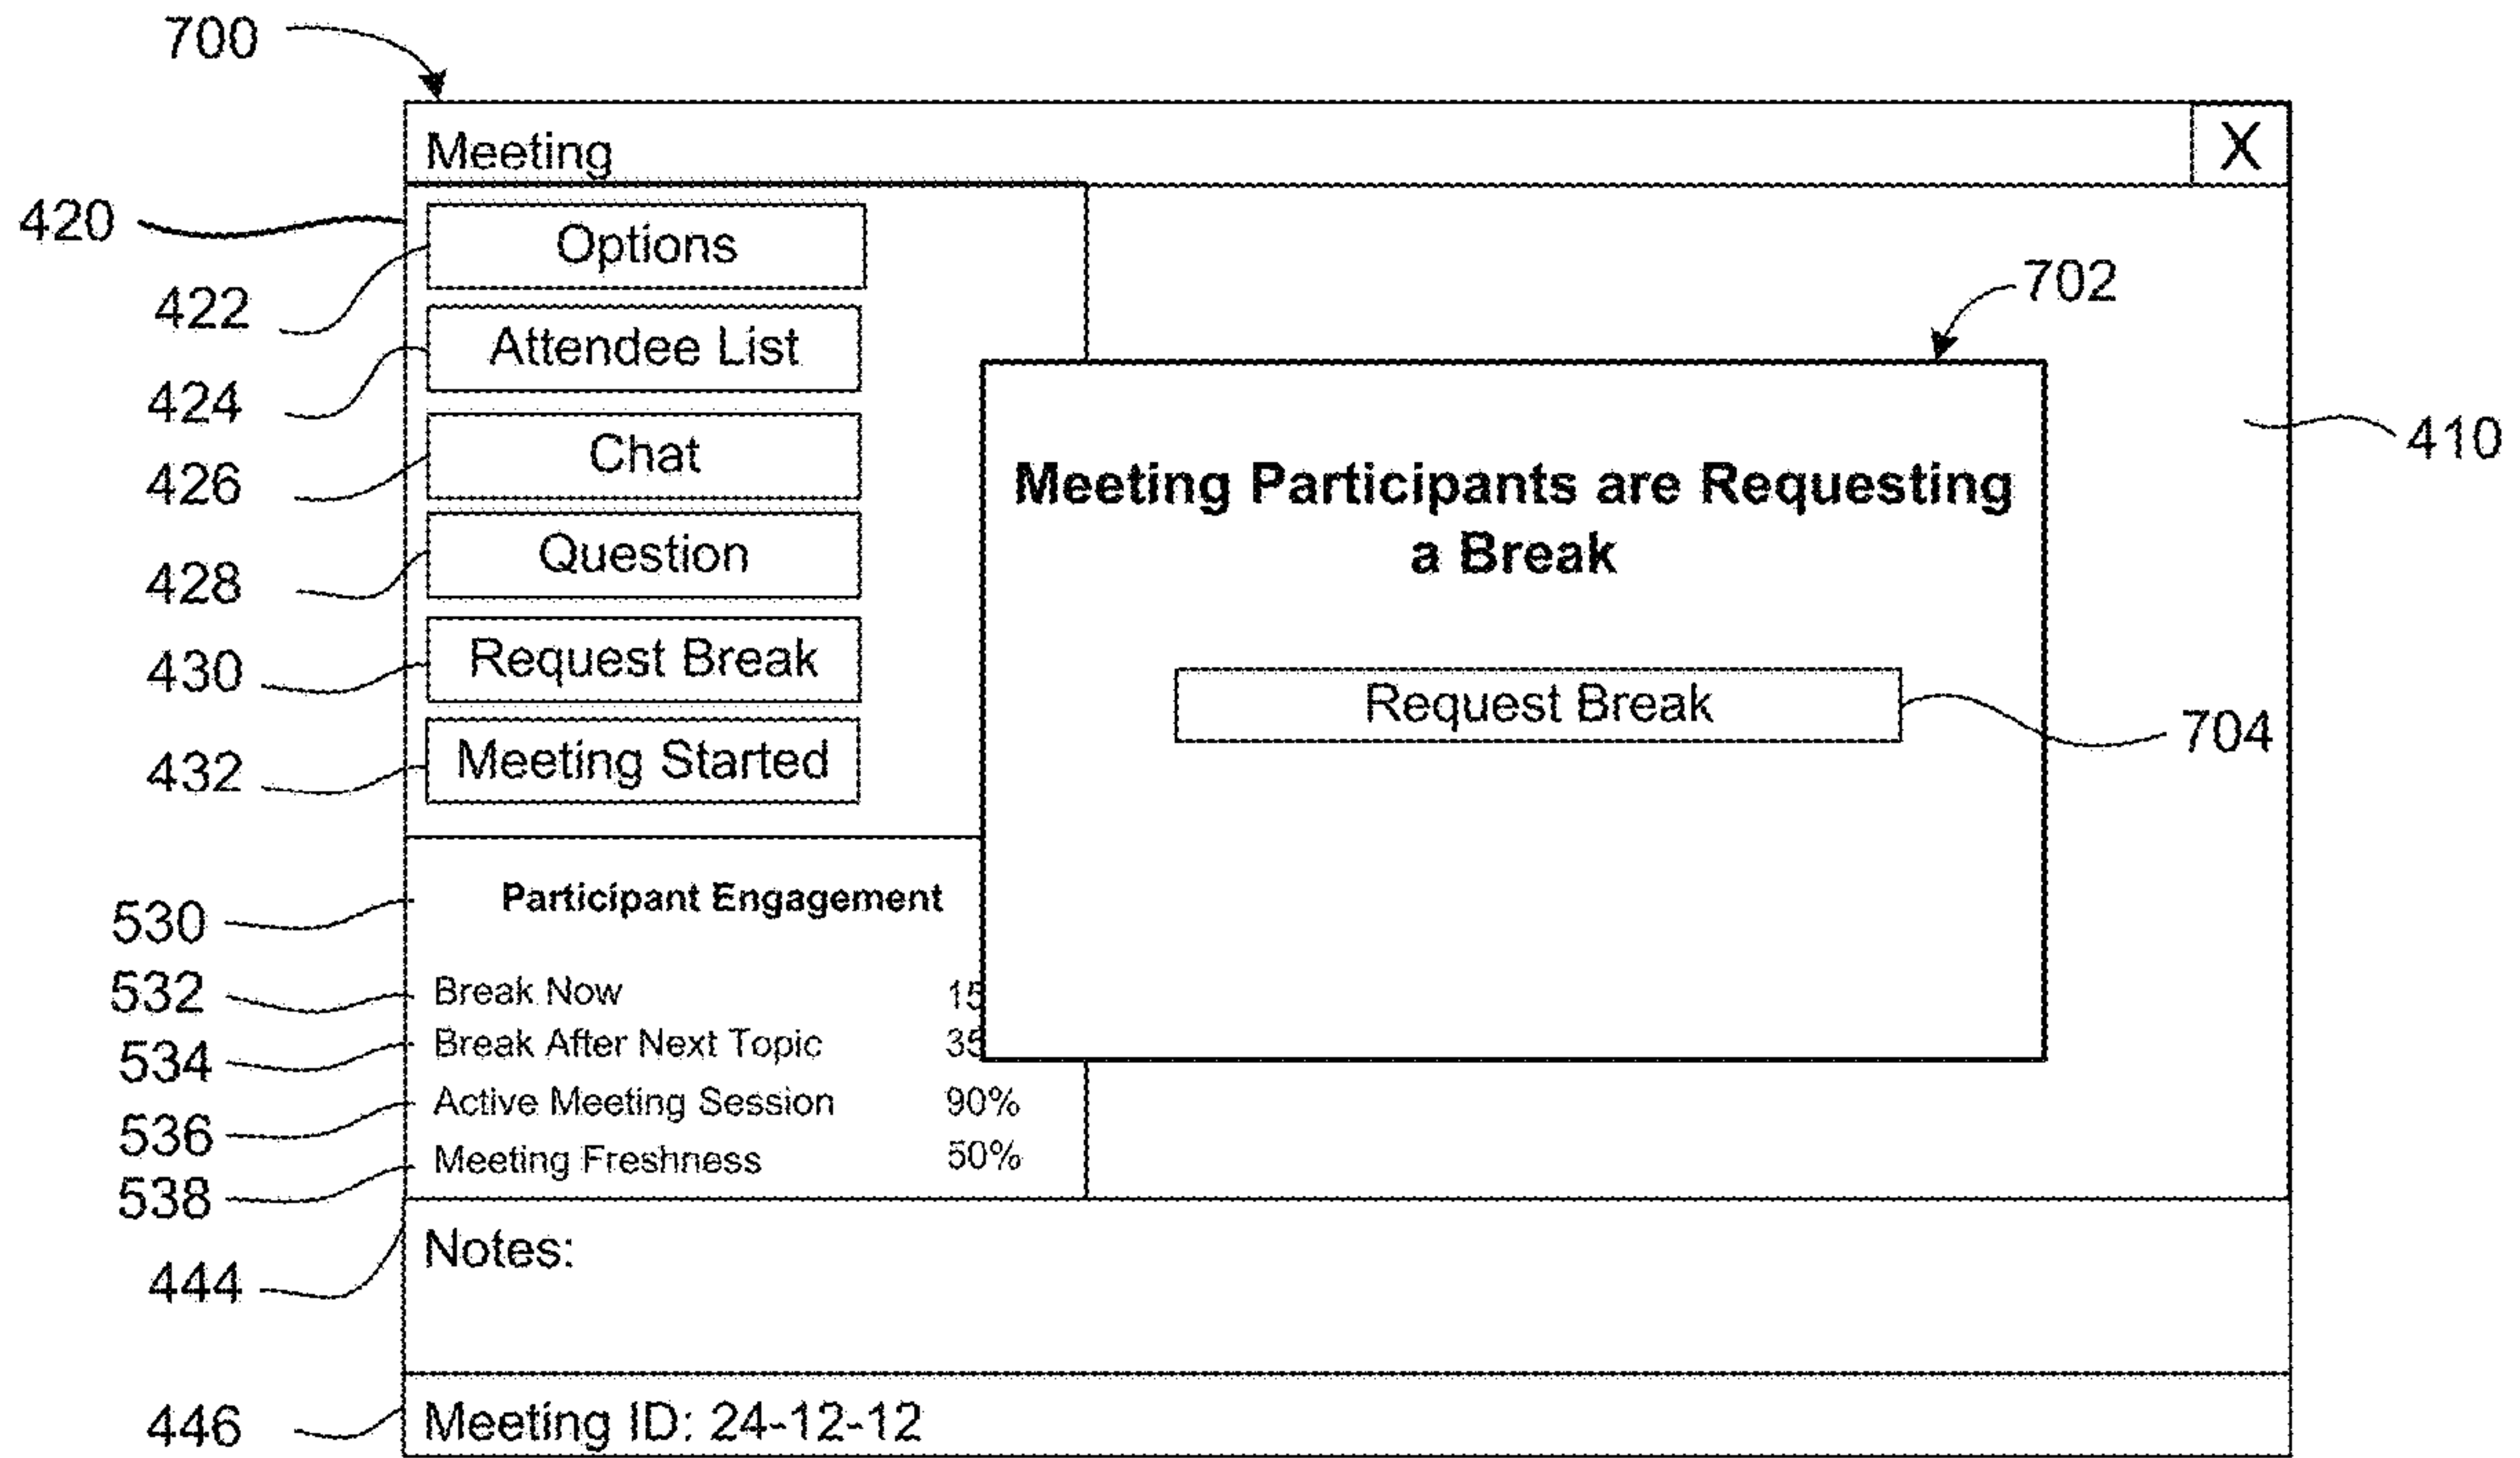 700
Meeting
X
420
Options
422
702
Attendee List
424
410
Chat
426
Meeting Participants are Requesting
a Break
Question
428
Request Break
430
Request Break
704
Meeting Started
432
Participant Engagement
530
532
Break Now
15
534
Break After Next Topic
35
536
Active Meeting Session
90%
538
Meeting Freshness
50%
444
Notes:
446
Meeting ID: 24-12-12